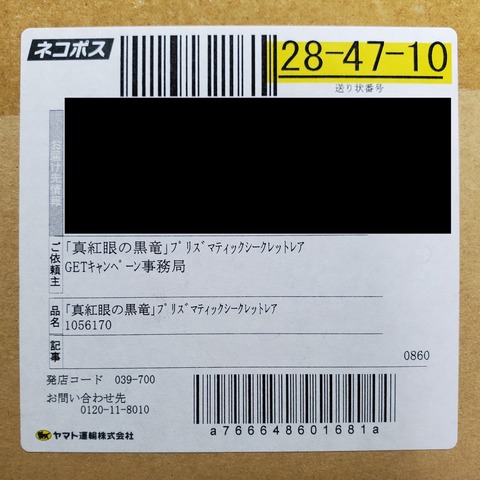 ネコポス
28-47-10
送り状番号
お届け先情報
ご依頼主
「真紅眼の黒竜」ﾌﾟﾘｽﾞﾏﾃｨｯｸｼｰｸﾚｯﾄﾚｱ
GETｷｬﾝﾍﾟｰﾝ事務局
品名
「真紅眼の黒竜」ﾌﾟﾘｽﾞﾏﾃｨｯｸｼｰｸﾚｯﾄﾚｱ
1056170
記事
0860
発店コード 039-700
お問い合わせ先
0120-11-8010
ヤマト運輸株式会社
a7666486016​81a